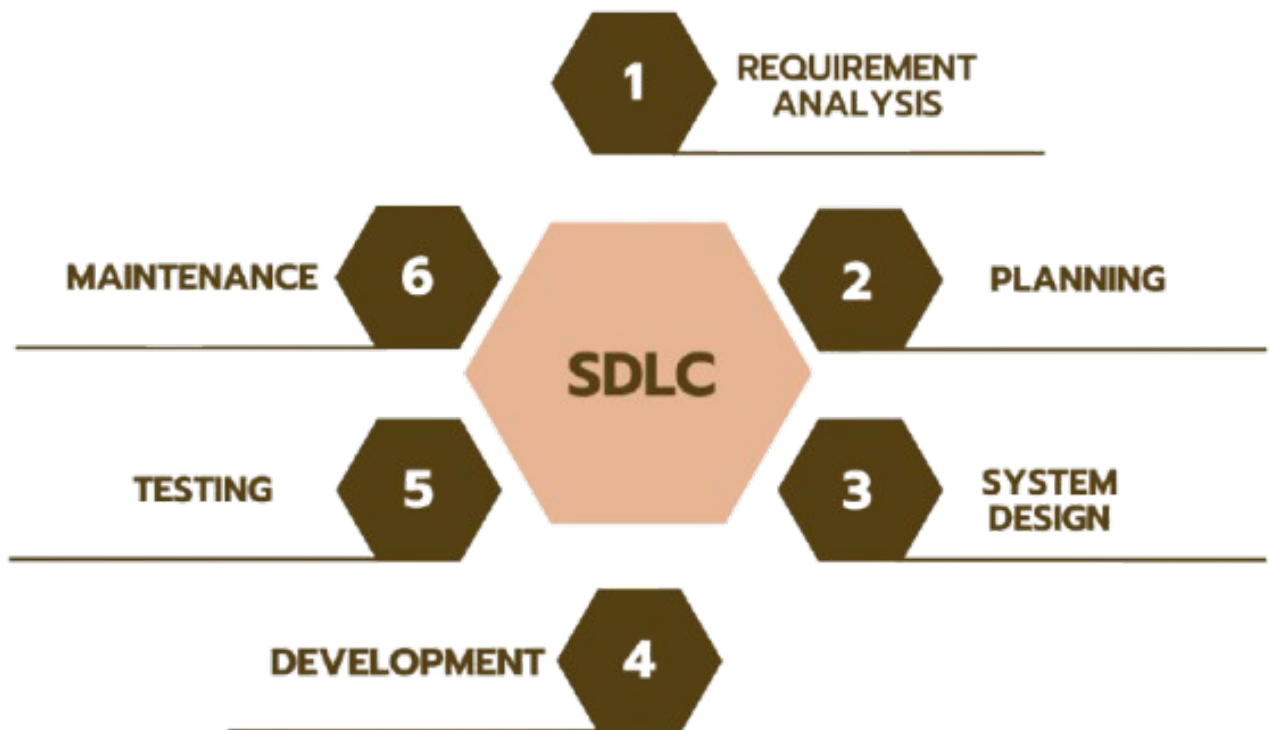 1
REQUIREMENT
ANALYSIS
2
PLANNING
3
SYSTEM
DESIGN
4
DEVELOPMENT
5
TESTING
6
MAINTENANCE
SDLC